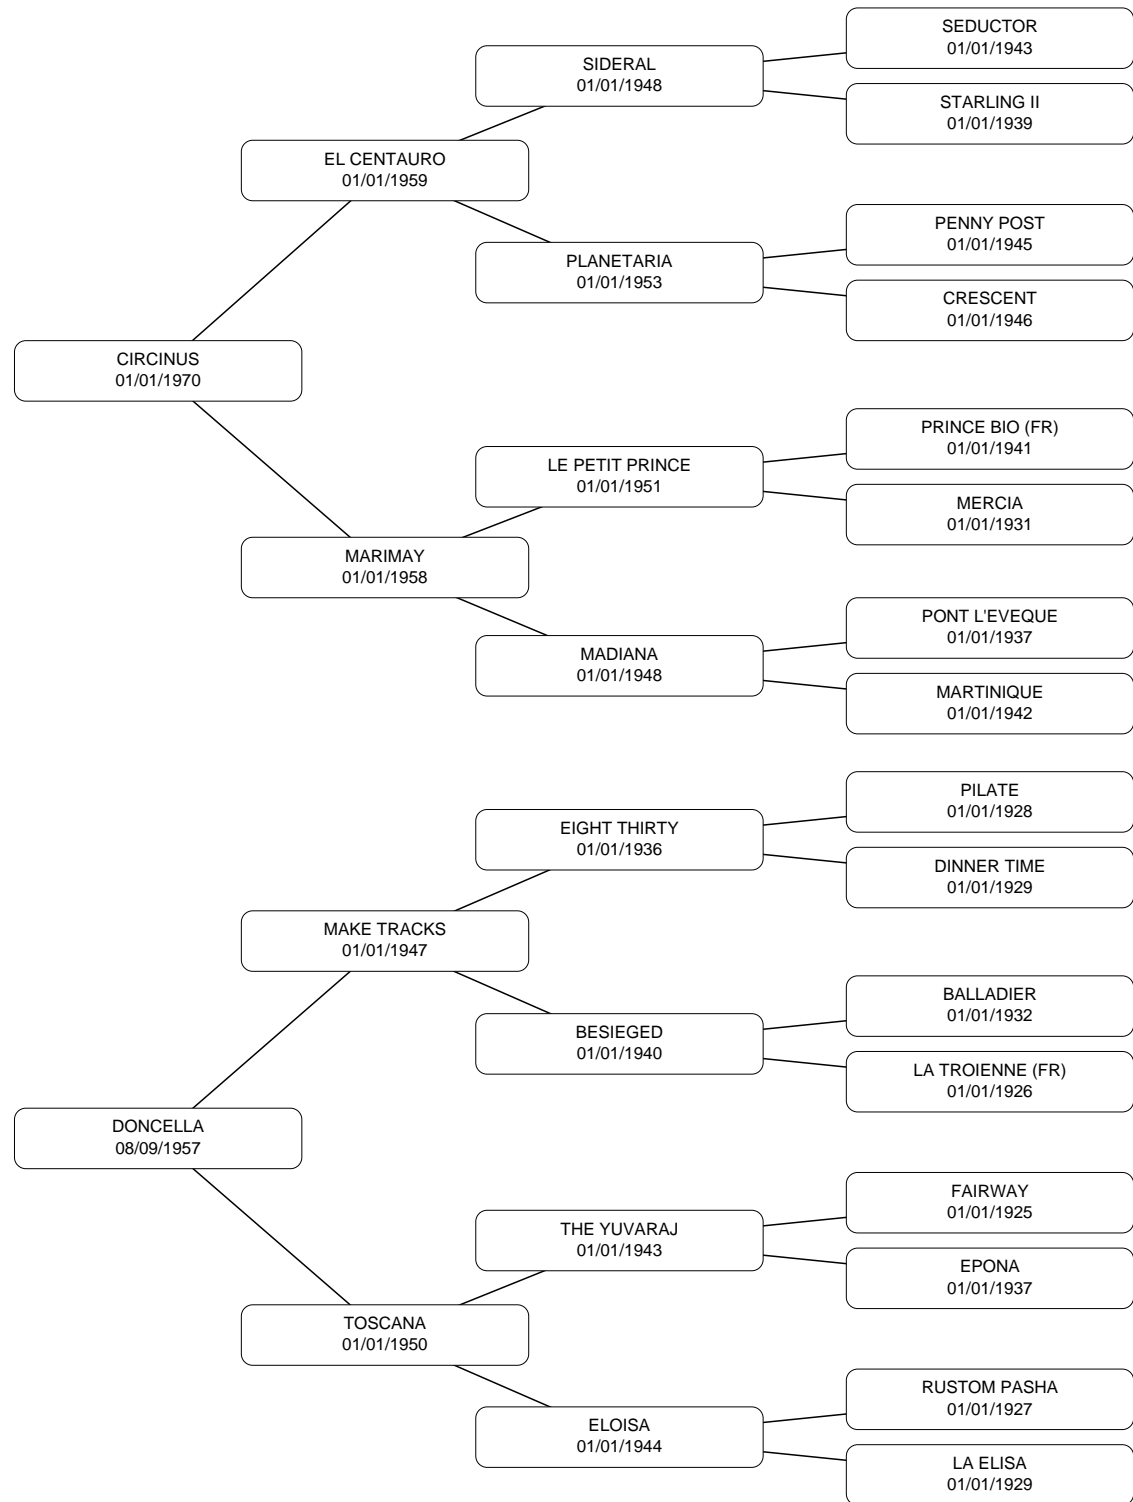 SEDUCTOR
01/01/1943
SIDERAL
01/01/1948
STARLING II
01/01/1939
EL CENTAURO
01/01/1959
PENNY POST
01/01/1945
PLANETARIA
01/01/1953
CRESCENT
01/01/1946
CIRCINUS
01/01/1970
PRINCE BIO (FR)
01/01/1941
LE PETIT PRINCE
01/01/1951
MERCIA
01/01/1931
MARIMAY
01/01/1958
PONT L'EVEQUE
01/01/1937
MADIANA
01/01/1948
MARTINIQUE
01/01/1942
PILATE
01/01/1928
EIGHT THIRTY
01/01/1936
DINNER TIME
01/01/1929
MAKE TRACKS
01/01/1947
BALLADIER
01/01/1932
BESIEGED
01/01/1940
LA TROIENNE (FR)
01/01/1926
DONCELLA
08/09/1957
FAIRWAY
01/01/1925
THE YUVARAJ
01/01/1943
EPONA
01/01/1937
TOSCANA
01/01/1950
RUSTOM PASHA
01/01/1927
ELOISA
01/01/1944
LA ELISA
01/01/1929